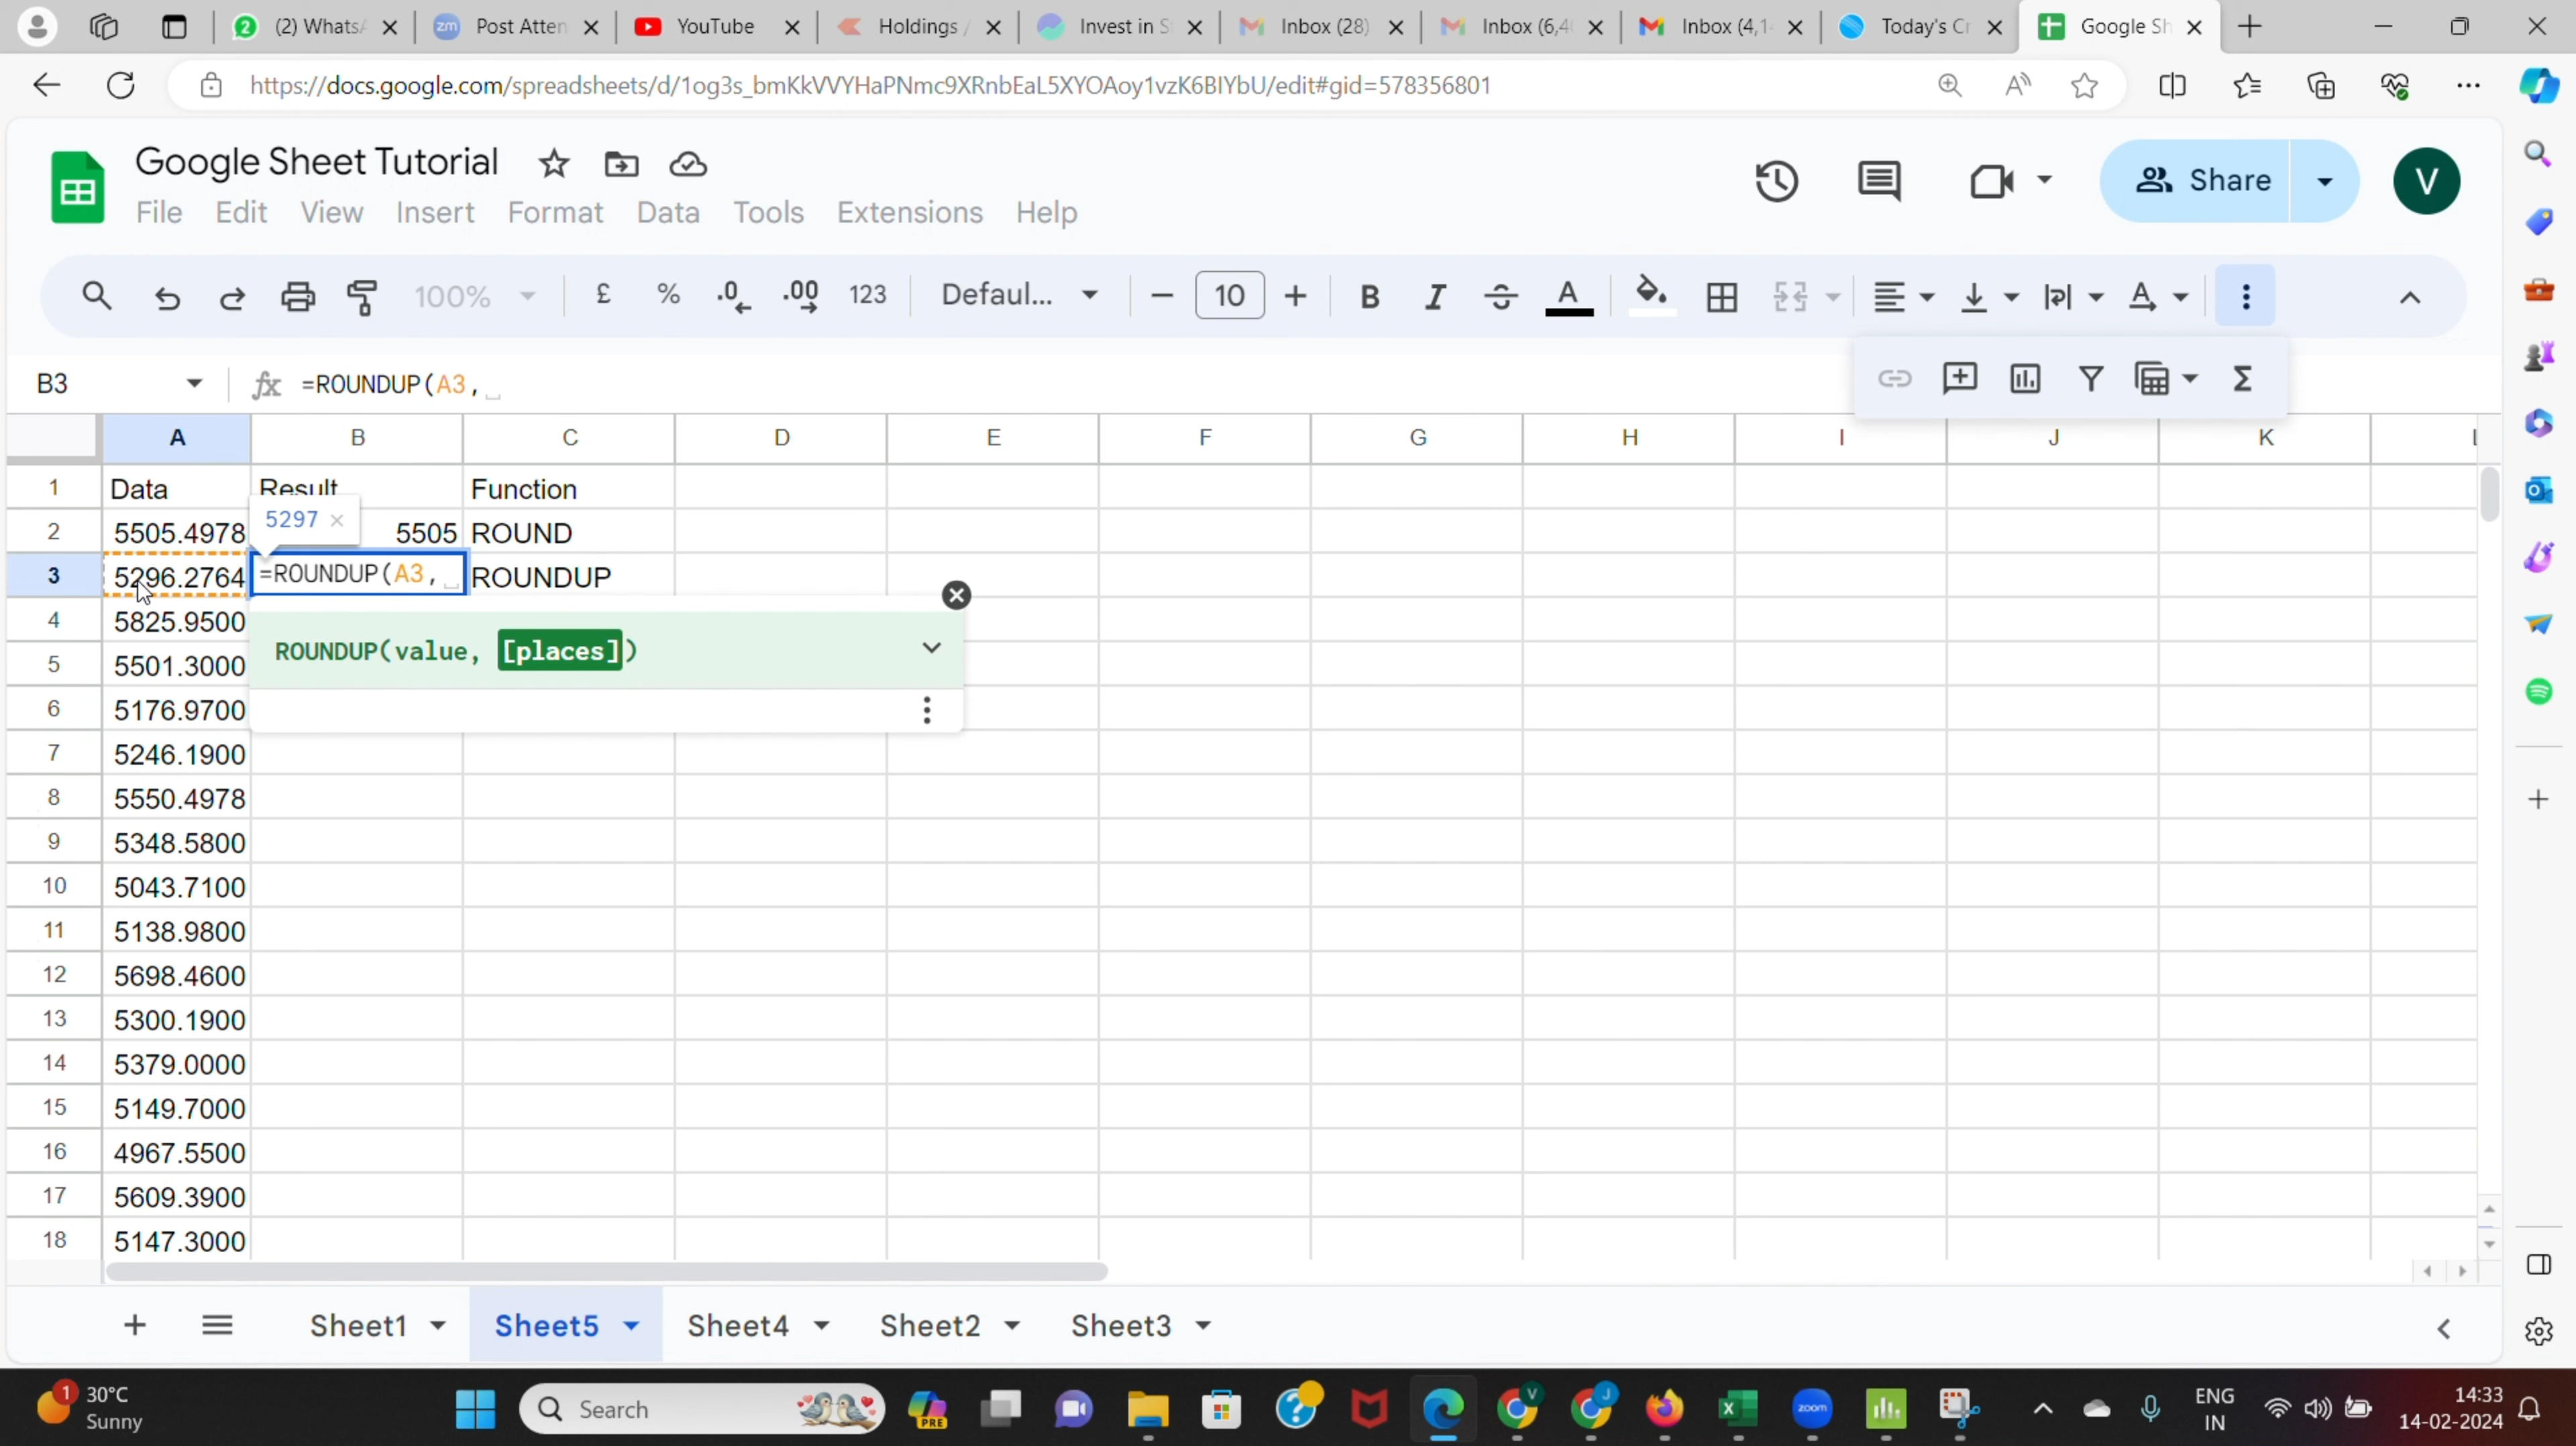 2 (2) Whats
zm Post Atten
YouTube
Holdings /
Invest in S
Inbox (28)
Inbox (6,4
Inbox (4,1
Today's Cr
Google Sh
https://docs.google.com/spreadsheets/d/1og3s_bmKkVVYHaPNmc9XRnbEaL5XYOAoy1vzK6BIYbU/edit#gid=578356801
Google Sheet Tutorial
Share
V
File Edit View Insert Format Data Tools Extensions Help
100% £ % .0 .00 123 Defaul... 10 B I S A A
B3 fx =ROUNDUP(A3,
A B C D E F G H I J K
1 Data Result Function
5297 ×
2 5505.4978 5505 ROUND
3 5296.2764 =ROUNDUP(A3, ROUNDUP
4 5825.9500
ROUNDUP(value, [places])
5 5501.3000
6 5176.9700
7 5246.1900
8 5550.4978
9 5348.5800
10 5043.7100
11 5138.9800
12 5698.4600
13 5300.1900
14 5379.0000
15 5149.7000
16 4967.5500
17 5609.3900
18 5147.3000
Sheet1 Sheet5 Sheet4 Sheet2 Sheet3
1 30°C
Sunny
Search
PRE
V
J
zoom
ENG
IN
14:33
14-02-2024